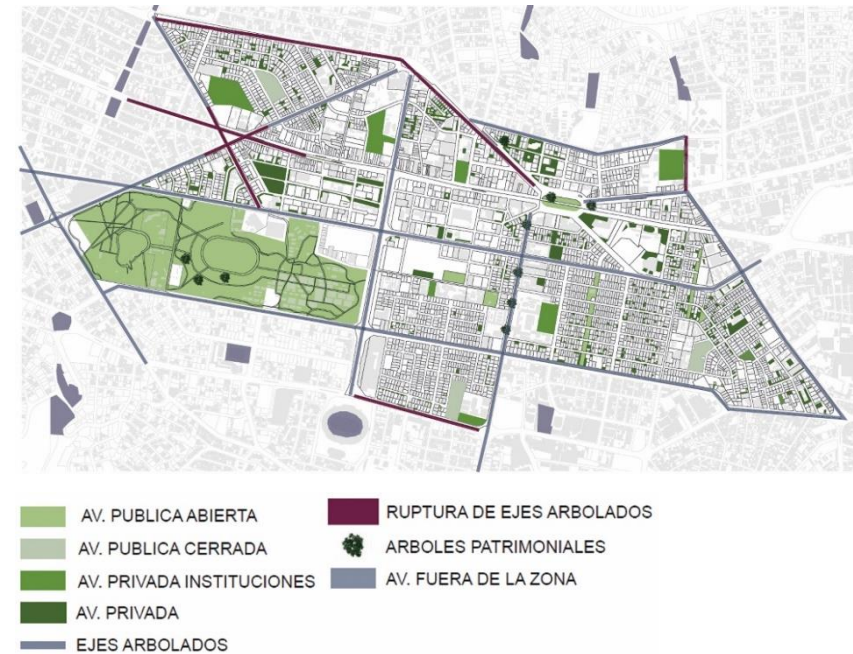 AV. PUBLICA ABIERTA
AV. PUBLICA CERRADA
AV. PRIVADA INSTITUCIONES
AV. PRIVADA
EJES ARBOLADOS
RUPTURA DE EJES ARBOLADOS
ARBOLES PATRIMONIALES
AV. FUERA DE LA ZONA